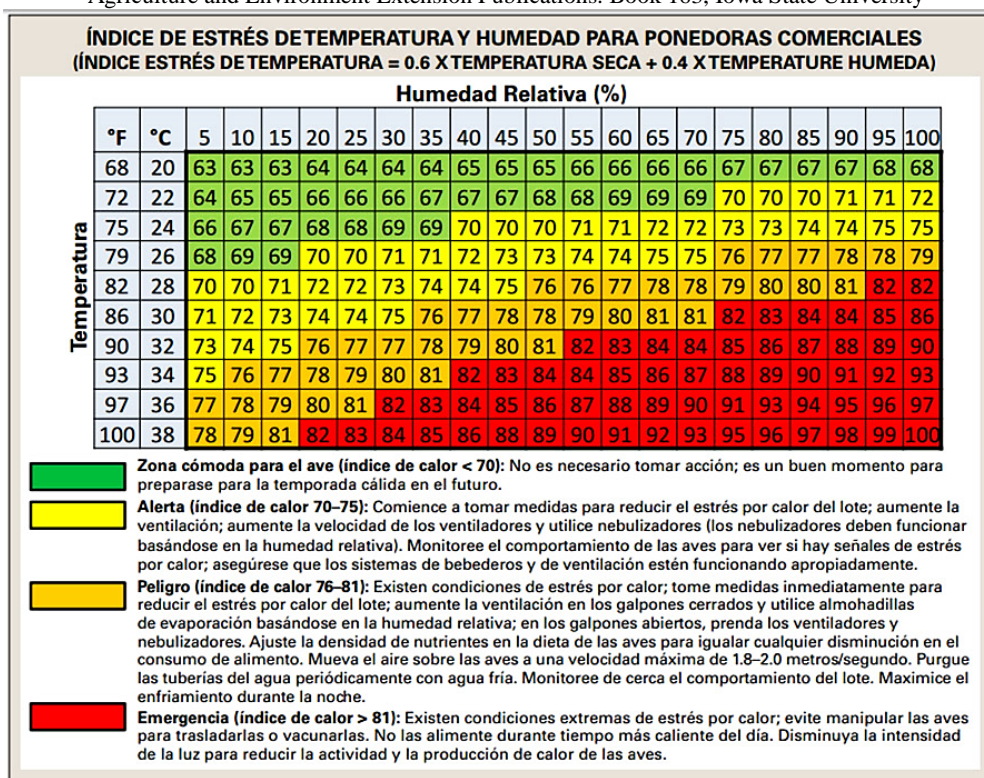 Agriculture and Environment Extension Publications. Book 163, Iowa State University
ÍNDICE DE ESTRÉS DE TEMPERATURA Y HUMEDAD PARA PONEDORAS COMERCIALES
(ÍNDICE ESTRÉS DE TEMPERATURA = 0.6 X TEMPERATURA SECA + 0.4 X TEMPERATURE HUMEDA)
Humedad Relativa (%)
°F °C 5 10 15 20 25 30 35 40 45 50 55 60 65 70 75 80 85 90 95 100
Temperatura
68 20 63 63 63 64 64 64 64 65 65 65 66 66 66 66 67 67 67 67 68 68
72 22 64 65 65 66 66 66 67 67 67 68 68 69 69 69 70 70 70 71 71 72
75 24 66 67 67 68 68 69 69 70 70 70 71 71 72 72 73 73 74 74 75 75
79 26 68 69 69 70 70 71 71 72 73 73 74 74 75 75 76 77 77 78 78 79
82 28 70 70 71 72 72 73 74 74 75 76 76 77 78 78 79 80 80 81 82 82
86 30 71 72 73 74 74 75 76 77 78 78 79 80 81 81 82 83 84 84 85 86
90 32 73 74 75 76 77 77 78 79 80 81 82 83 84 84 85 86 87 88 89 90
93 34 75 76 77 78 79 80 81 82 83 84 84 85 86 87 88 89 90 91 92 93
97 36 77 78 79 80 81 82 83 84 85 86 87 88 89 90 91 93 94 95 96 97
100 38 78 79 81 82 83 84 85 86 88 89 90 91 92 93 95 96 97 98 99 100
Zona cómoda para el ave (índice de calor < 70): No es necesario tomar acción; es un buen momento para
preparase para la temporada cálida en el futuro.
Alerta (índice de calor 70–75): Comience a tomar medidas para reducir el estrés por calor del lote; aumente la
ventilación; aumente la velocidad de los ventiladores y utilice nebulizadores (los nebulizadores deben funcionar
basándose en la humedad relativa). Monitoree el comportamiento de las aves para ver si hay señales de estrés
por calor; asegúrese que los sistemas de bebederos y de ventilación estén funcionando apropiadamente.
Peligro (índice de calor 76–81): Existen condiciones de estrés por calor; tome medidas inmediatamente para
reducir el estrés por calor del lote; aumente la ventilación en los galpones cerrados y utilice almohadillas
de evaporación basándose en la humedad relativa; en los galpones abiertos, prenda los ventiladores y
nebulizadores. Ajuste la densidad de nutrientes en la dieta de las aves para igualar cualquier disminución en el
consumo de alimento. Mueva el aire sobre las aves a una velocidad máxima de 1.8–2.0 metros/segundo. Purgue
las tuberías del agua periódicamente con agua fría. Monitoree de cerca el comportamiento del lote. Maximice el
enfriamiento durante la noche.
Emergencia (índice de calor > 81): Existen condiciones extremas de estrés por calor; evite manipular las aves
para trasladarlas o vacunarlas. No las alimente durante tiempo más caliente del día. Disminuya la intensidad
de la luz para reducir la actividad y la producción de calor de las aves.